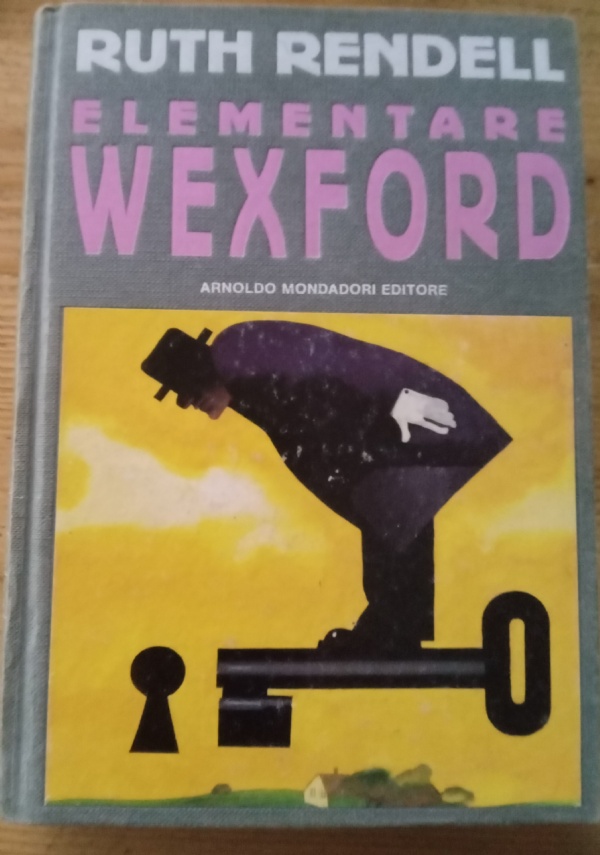 RUTH RENDELL
ELEMENTARE
WEXFORD
ARNOLDO MONDADORI EDITORE